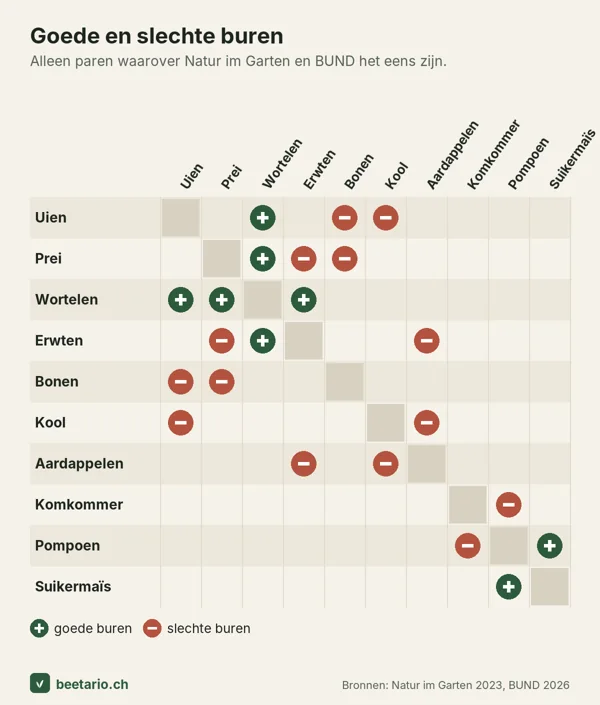 Goede en slechte buren
Alleen paren waarover Natur im Garten en BUND het eens zijn.
Uien
Prei
Wortelen
Erwten
Bonen
Kool
Aardappelen
Komkommer
Pompoen
Suikermaïs
Uien
Prei
Wortelen
Erwten
Bonen
Kool
Aardappelen
Komkommer
Pompoen
Suikermaïs
goede buren slechte buren
beetario.ch Bronnen: Natur im Garten 2023, BUND 2026